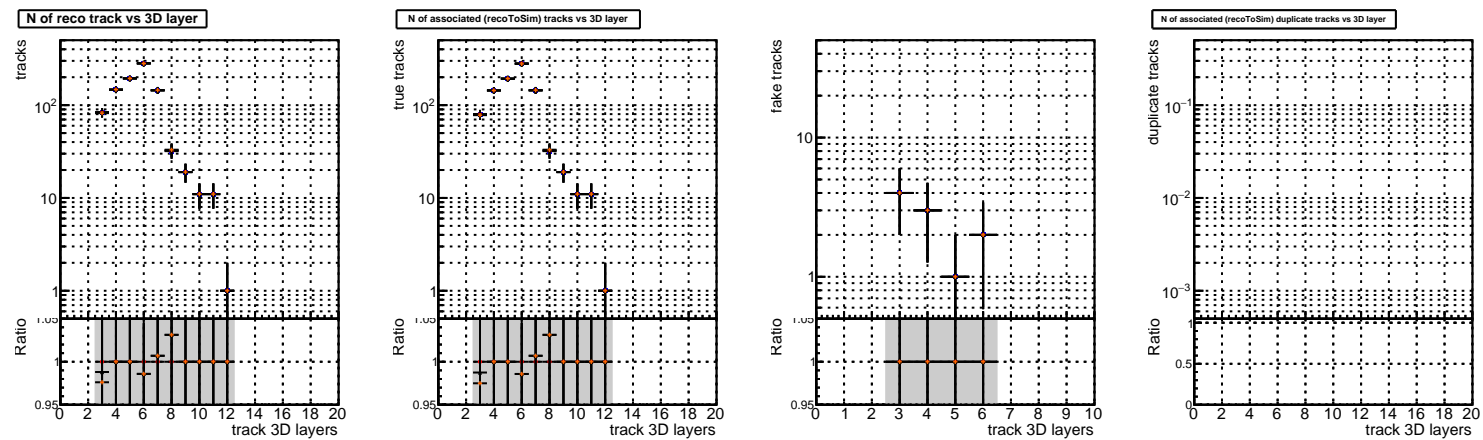 N of reco track vs 3D layer
tracks
10²
10
1
Ratio
1.05
1
0.95
0 2 4 6 8 10 12 14 16 18 20
track 3D layers
N of associated (recoToSim) tracks vs 3D layer
true tracks
10²
10
1
Ratio
1.05
1
0.95
0 2 4 6 8 10 12 14 16 18 20
track 3D layers
fake tracks
10
1
Ratio
1.05
1
0.95
0 1 2 3 4 5 6 7 8 9 10
track 3D layers
N of associated (recoToSim) duplicate tracks vs 3D layer
duplicate tracks
10⁻¹
10⁻²
10⁻³
Ratio
1
0.5
0
0 2 4 6 8 10 12 14 16 18 20
track 3D layers